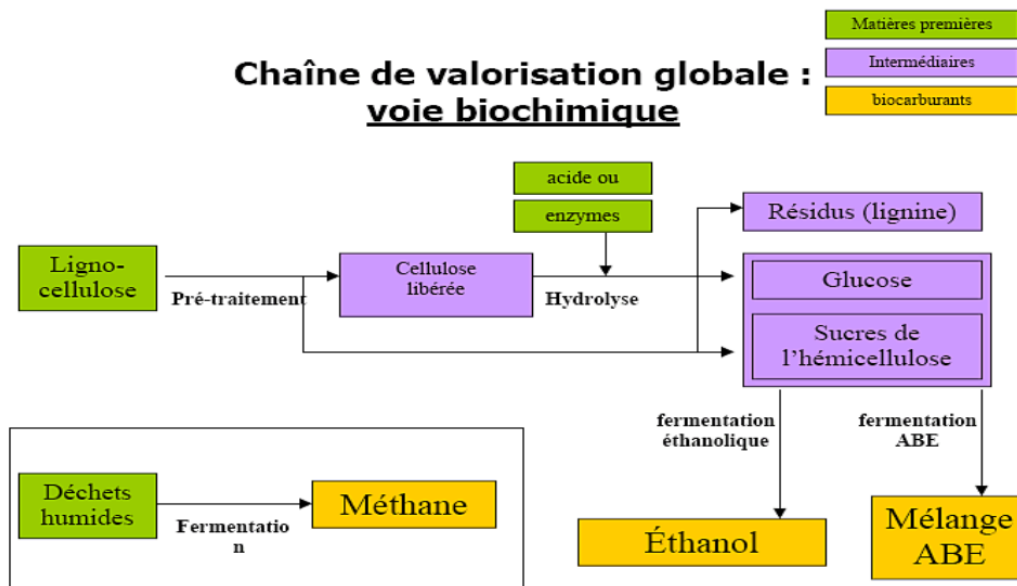 Matières premières
Intermédiaires
biocarburants
Chaîne de valorisation globale :
voie biochimique
acide ou
enzymes
Résidus (lignine)
Ligno-
cellulose
Pré-traitement
Cellulose
libérée
Hydrolyse
Glucose
Sucres de
l’hémicellulose
fermentation
éthanolique
fermentation
ABE
Déchets
humides
Fermentatio
n
Méthane
Éthanol
Mélange
ABE